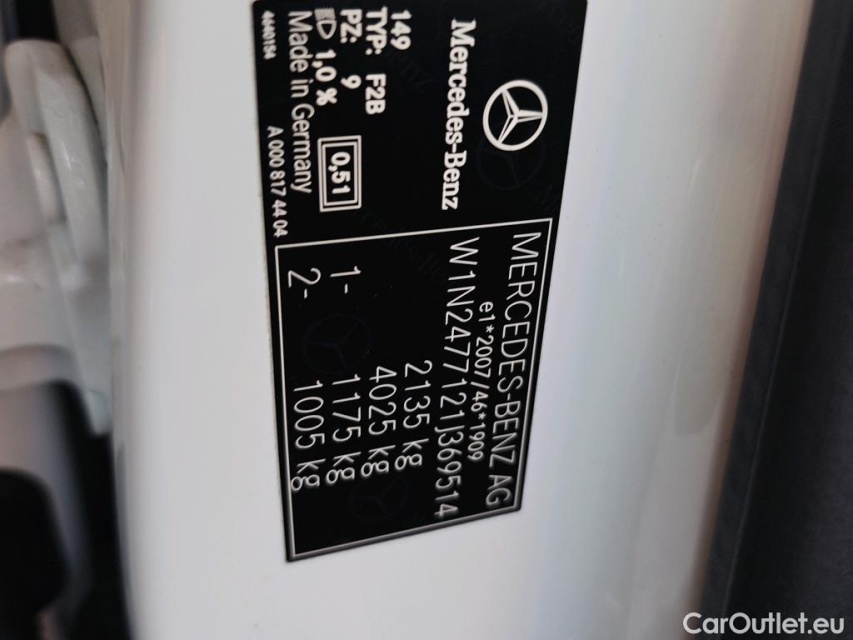 Mercedes-Benz
149
TYP: F2B
PZ: 9
1,0 %
0,51
Made in Germany
4640154
A 000 817 44 04
MERCEDES-BENZ AG
e1*2007/46*1909
W1N2477121J369514
2135 kg
4025 kg
1- 1175 kg
2- 1005 kg
CarOutlet.eu